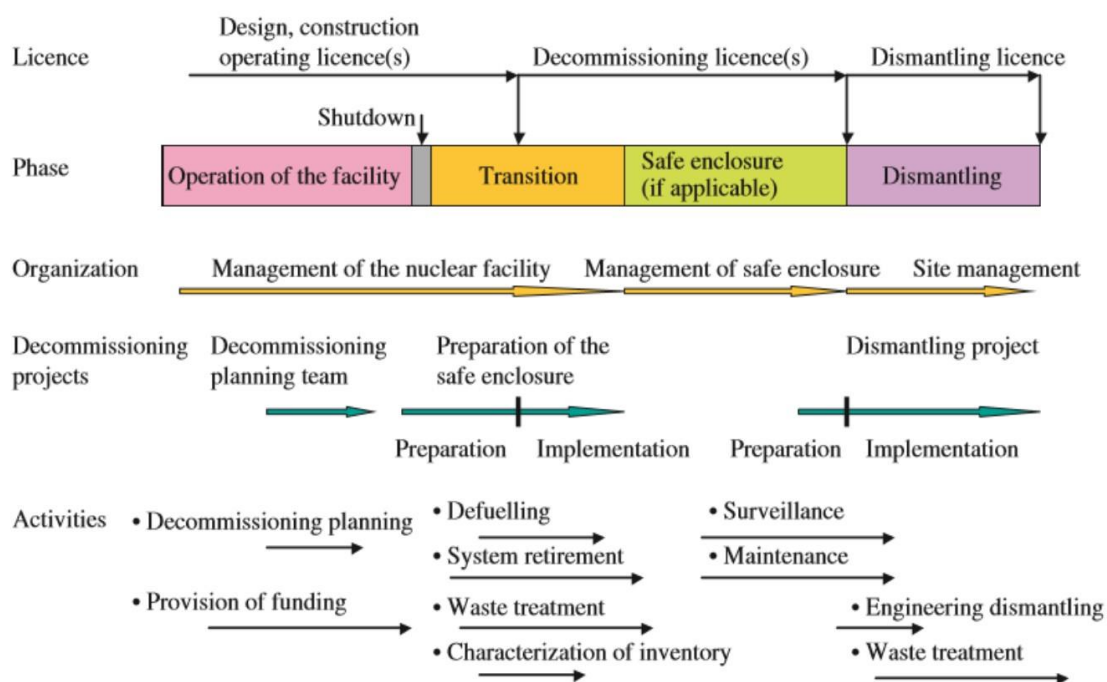 Design, construction
Licence operating licence(s) Decommissioning licence(s) Dismantling licence
Shutdown
Phase Operation of the facility Transition Safe enclosure
(if applicable) Dismantling
Organization Management of the nuclear facility Management of safe enclosure Site management
Decommissioning Decommissioning Preparation of the Dismantling project
projects planning team safe enclosure
Preparation Implementation Preparation Implementation
Activities • Decommissioning planning • Defuelling • Surveillance
• System retirement • Maintenance
• Provision of funding • Waste treatment • Engineering dismantling
• Characterization of inventory • Waste treatment